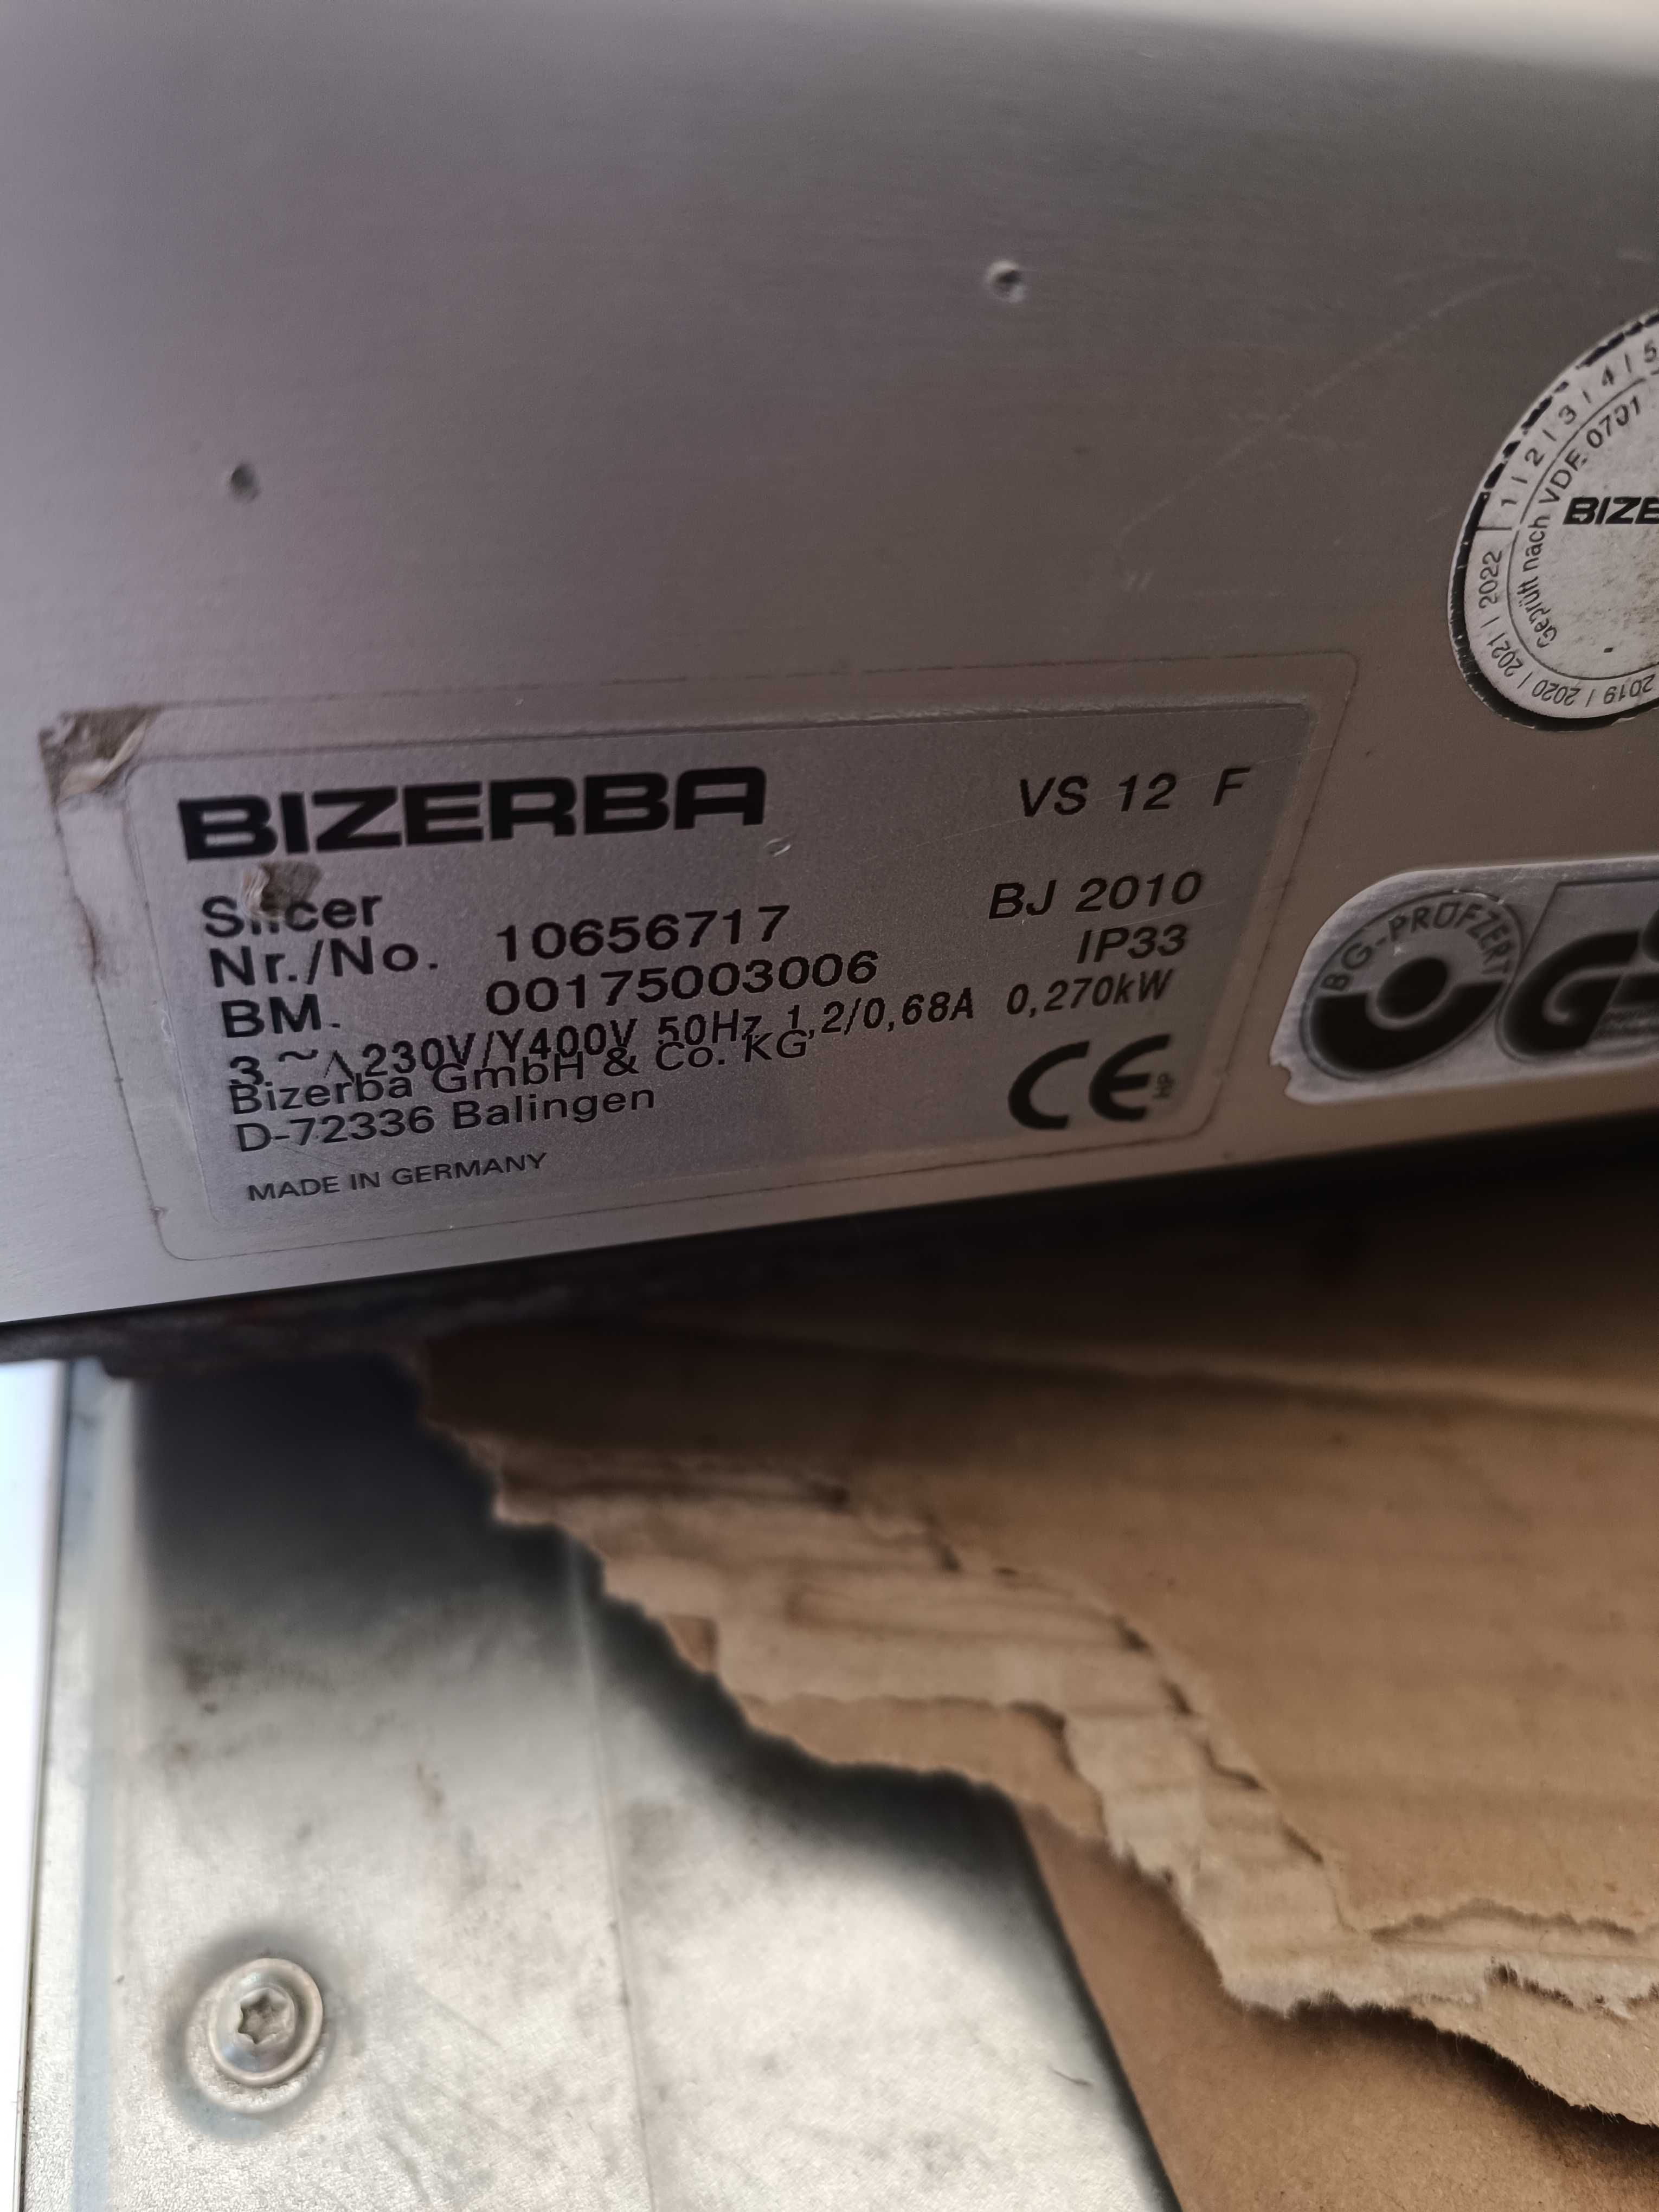 1 | 2 | 3 | 4 | 5
Geprüft nach VDE 0701
BIZE
2019 | 2020 | 2021 | 2022
BIZERBA VS 12 F
Slicer BJ 2010
Nr./No. 10656717 IP33
BM. 00175003006
3 ~ △ 230V/Y400V 50Hz 1,2/0,68A 0,270kW
Bizerba GmbH & Co. KG
D-72336 Balingen
CE
MADE IN GERMANY
BG-PRÜFZERT
GS